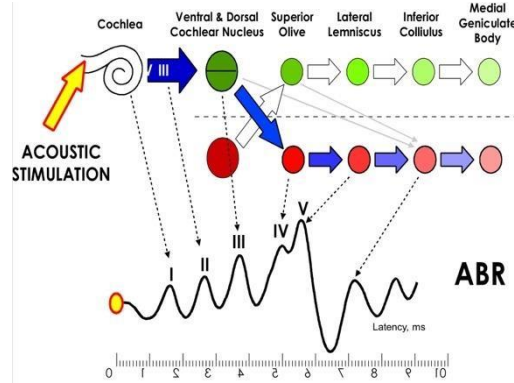 Cochlea
Ventral & Dorsal
Cochlear Nucleus
Superior
Olive
Lateral
Lemniscus
Inferior
Colliulus
Medial
Geniculate
Body
VIII
ACOUSTIC
STIMULATION
I
II
III
IV
V
ABR
Latency, ms
0 1 2 3 4 5 6 7 8 9 10